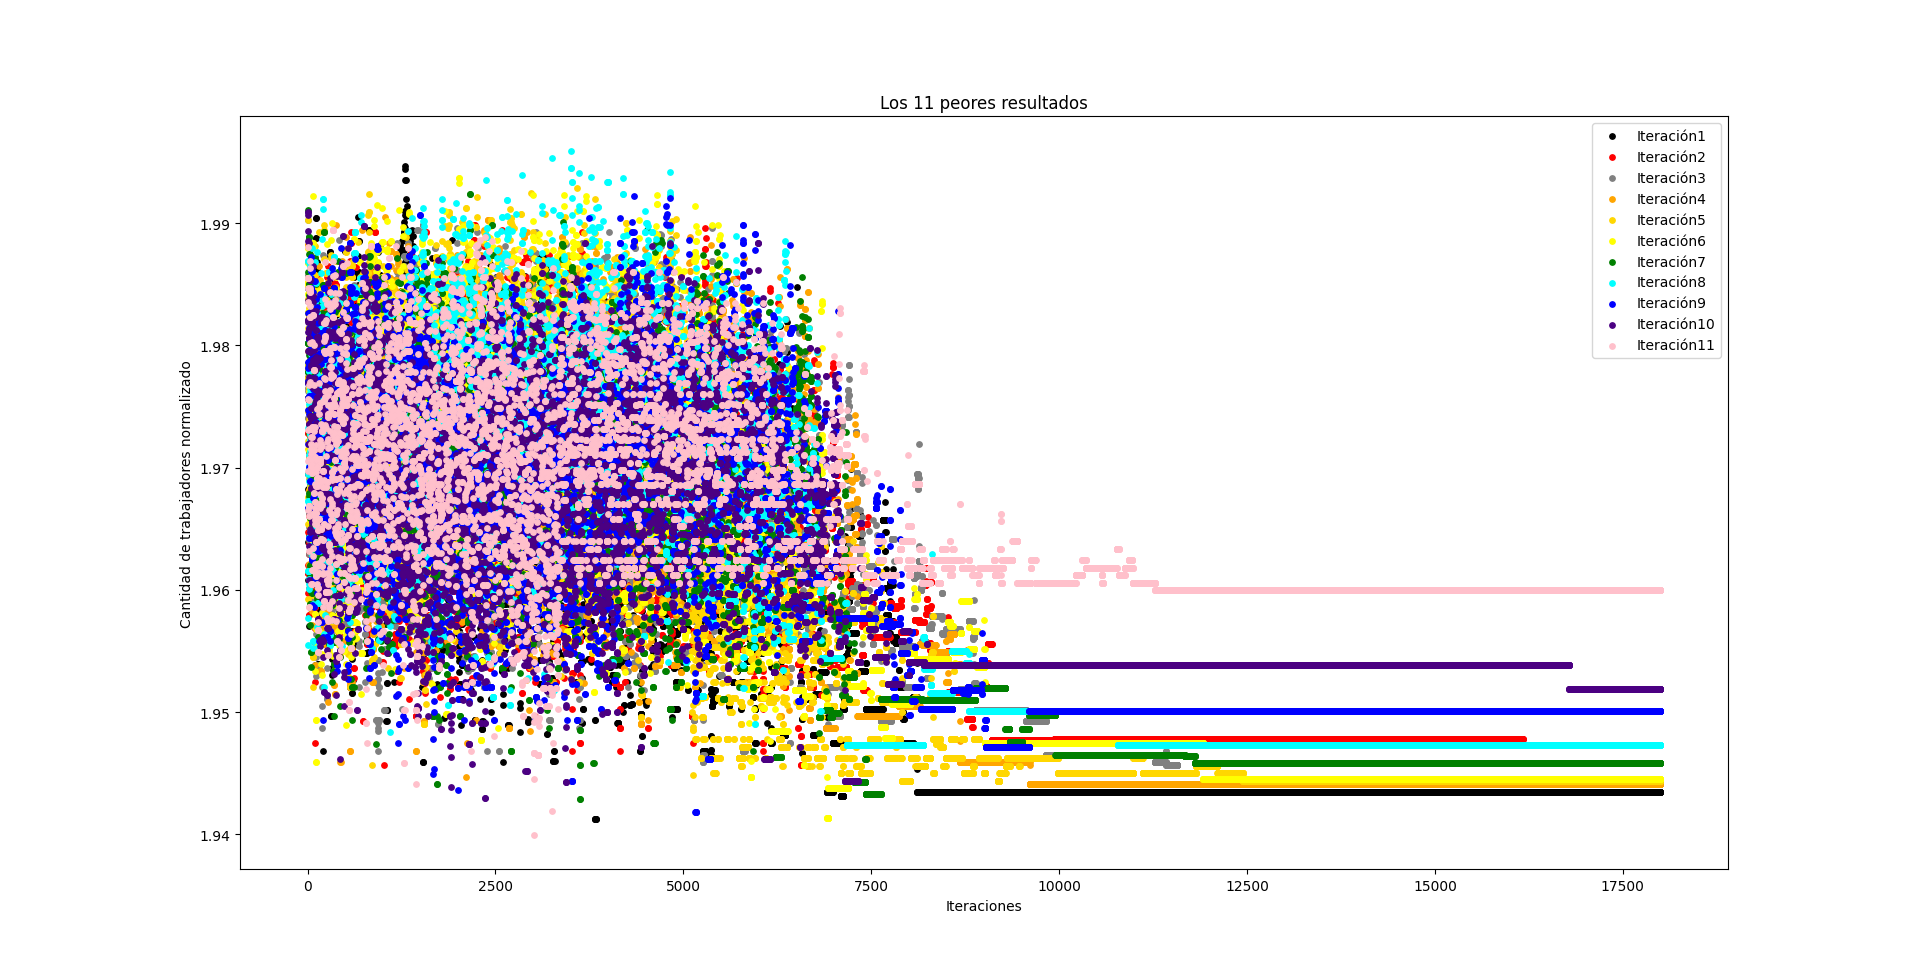 Los 11 peores resultados
Cantidad de trabajadores normalizado
1.99
1.98
1.97
1.96
1.95
1.94
0
2500
5000
7500
10000
12500
15000
17500
Iteraciones
Iteración1
Iteración2
Iteración3
Iteración4
Iteración5
Iteración6
Iteración7
Iteración8
Iteración9
Iteración10
Iteración11